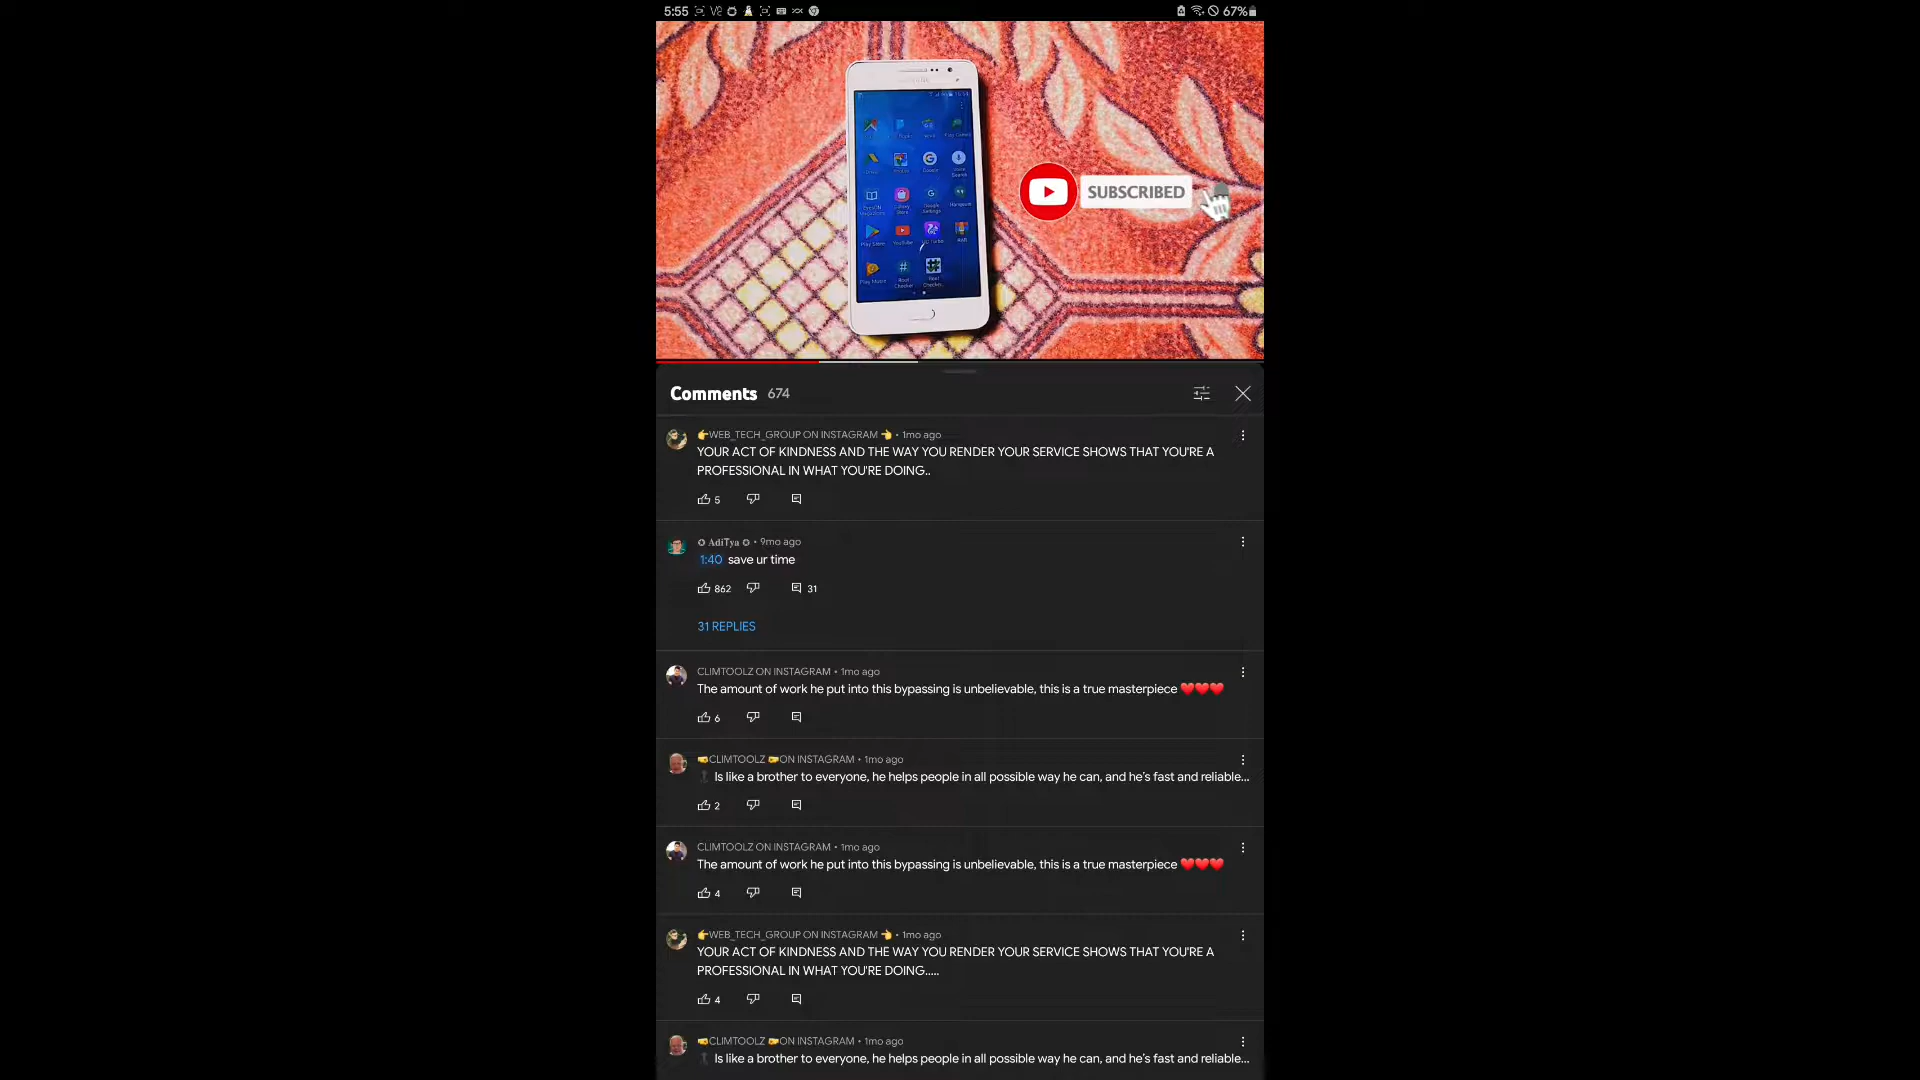 5:55
67%
SUBSCRIBED
Comments 674
WEB_TECH_GROUP ON INSTAGRAM • 1mo ago
YOUR ACT OF KINDNESS AND THE WAY YOU RENDER YOUR SERVICE SHOWS THAT YOU'RE A
PROFESSIONAL IN WHAT YOU'RE DOING..
5
✪ AdiTya ✪ • 9mo ago
1:40 save ur time
862 31
31 REPLIES
CLIMTOOLZ ON INSTAGRAM • 1mo ago
The amount of work he put into this bypassing is unbelievable, this is a true masterpiece ❤️❤️❤️
6
CLIMTOOLZ ON INSTAGRAM • 1mo ago
Is like a brother to everyone, he helps people in all possible way he can, and he's fast and reliable...
2
CLIMTOOLZ ON INSTAGRAM • 1mo ago
The amount of work he put into this bypassing is unbelievable, this is a true masterpiece ❤️❤️❤️
4
WEB_TECH_GROUP ON INSTAGRAM • 1mo ago
YOUR ACT OF KINDNESS AND THE WAY YOU RENDER YOUR SERVICE SHOWS THAT YOU'RE A
PROFESSIONAL IN WHAT YOU'RE DOING.....
4
CLIMTOOLZ ON INSTAGRAM • 1mo ago
Is like a brother to everyone, he helps people in all possible way he can, and he's fast and reliable...